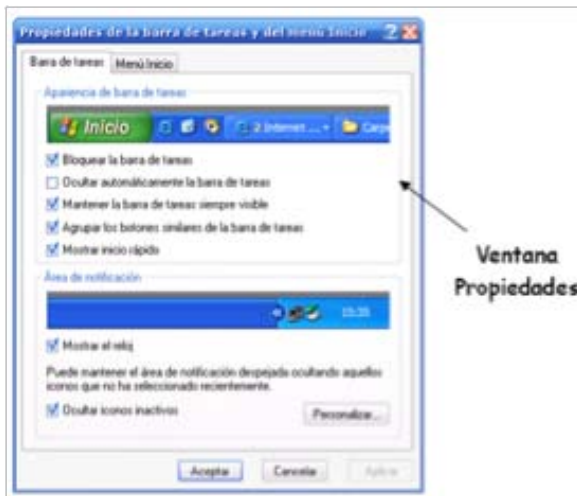 Propiedades de la barra de tareas y del menú Inicio
Barra de tareas Menú Inicio
Apariencia de barra de tareas
Inicio 2 Internet ... Carpe
Bloquear la barra de tareas
Ocultar automáticamente la barra de tareas
Mantener la barra de tareas siempre visible
Agrupar los botones similares de la barra de tareas
Mostrar inicio rápido
Ventana
Propiedades
Área de notificación
Mostrar el reloj
Puede mantener el área de notificación despejada ocultando aquellos
iconos que no ha seleccionado recientemente.
Ocultar iconos inactivos
Personalizar...
Aceptar Cancelar Aplicar